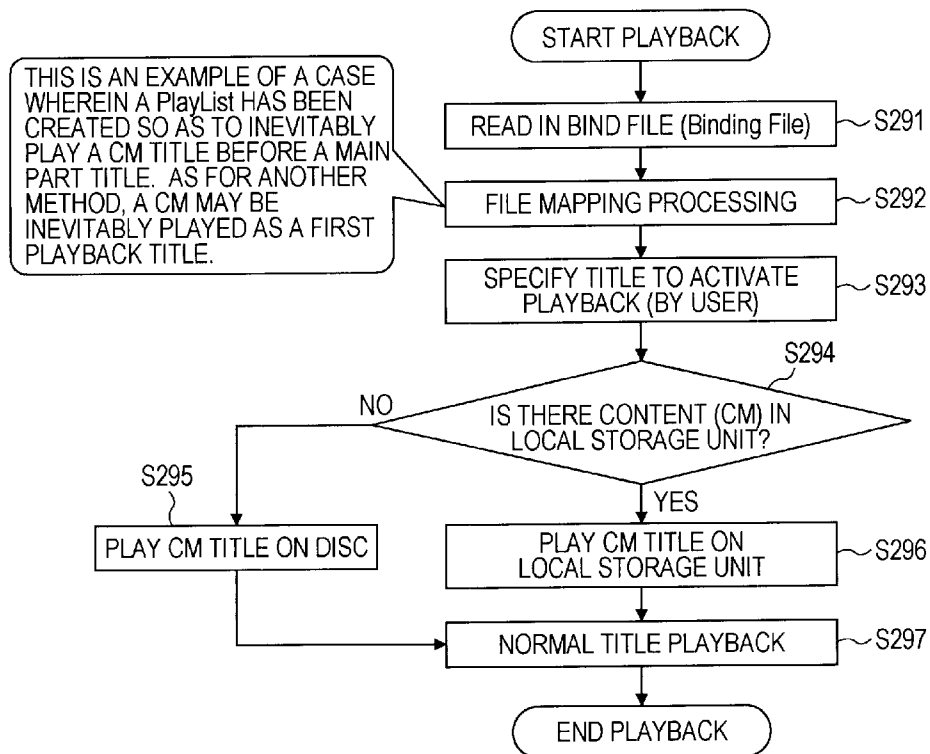 START PLAYBACK
THIS IS AN EXAMPLE OF A CASE
WHEREIN A PlayList HAS BEEN
CREATED SO AS TO INEVITABLY
PLAY A CM TITLE BEFORE A MAIN
PART TITLE. AS FOR ANOTHER
METHOD, A CM MAY BE
INEVITABLY PLAYED AS A FIRST
PLAYBACK TITLE.
READ IN BIND FILE (Binding File)
S291
FILE MAPPING PROCESSING
S292
SPECIFY TITLE TO ACTIVATE
PLAYBACK (BY USER)
S293
S294
IS THERE CONTENT (CM) IN
LOCAL STORAGE UNIT?
NO
YES
S295
PLAY CM TITLE ON DISC
PLAY CM TITLE ON
LOCAL STORAGE UNIT
S296
NORMAL TITLE PLAYBACK
S297
END PLAYBACK